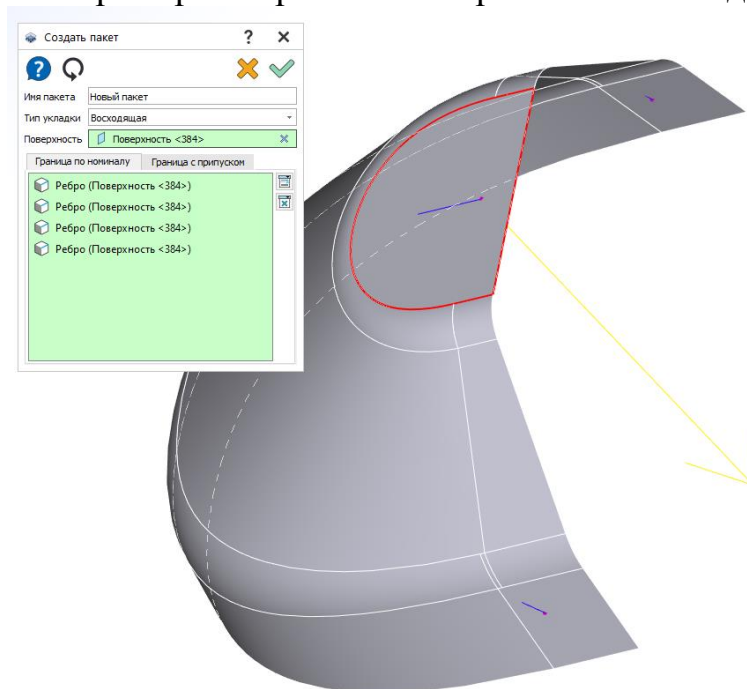 Создать пакет ? ×
Имя пакета Новый пакет
Тип укладки Восходящая
Поверхность Поверхность <384>
Граница по номиналу Граница с припуском
Ребро (Поверхность <384>)
Ребро (Поверхность <384>)
Ребро (Поверхность <384>)
Ребро (Поверхность <384>)